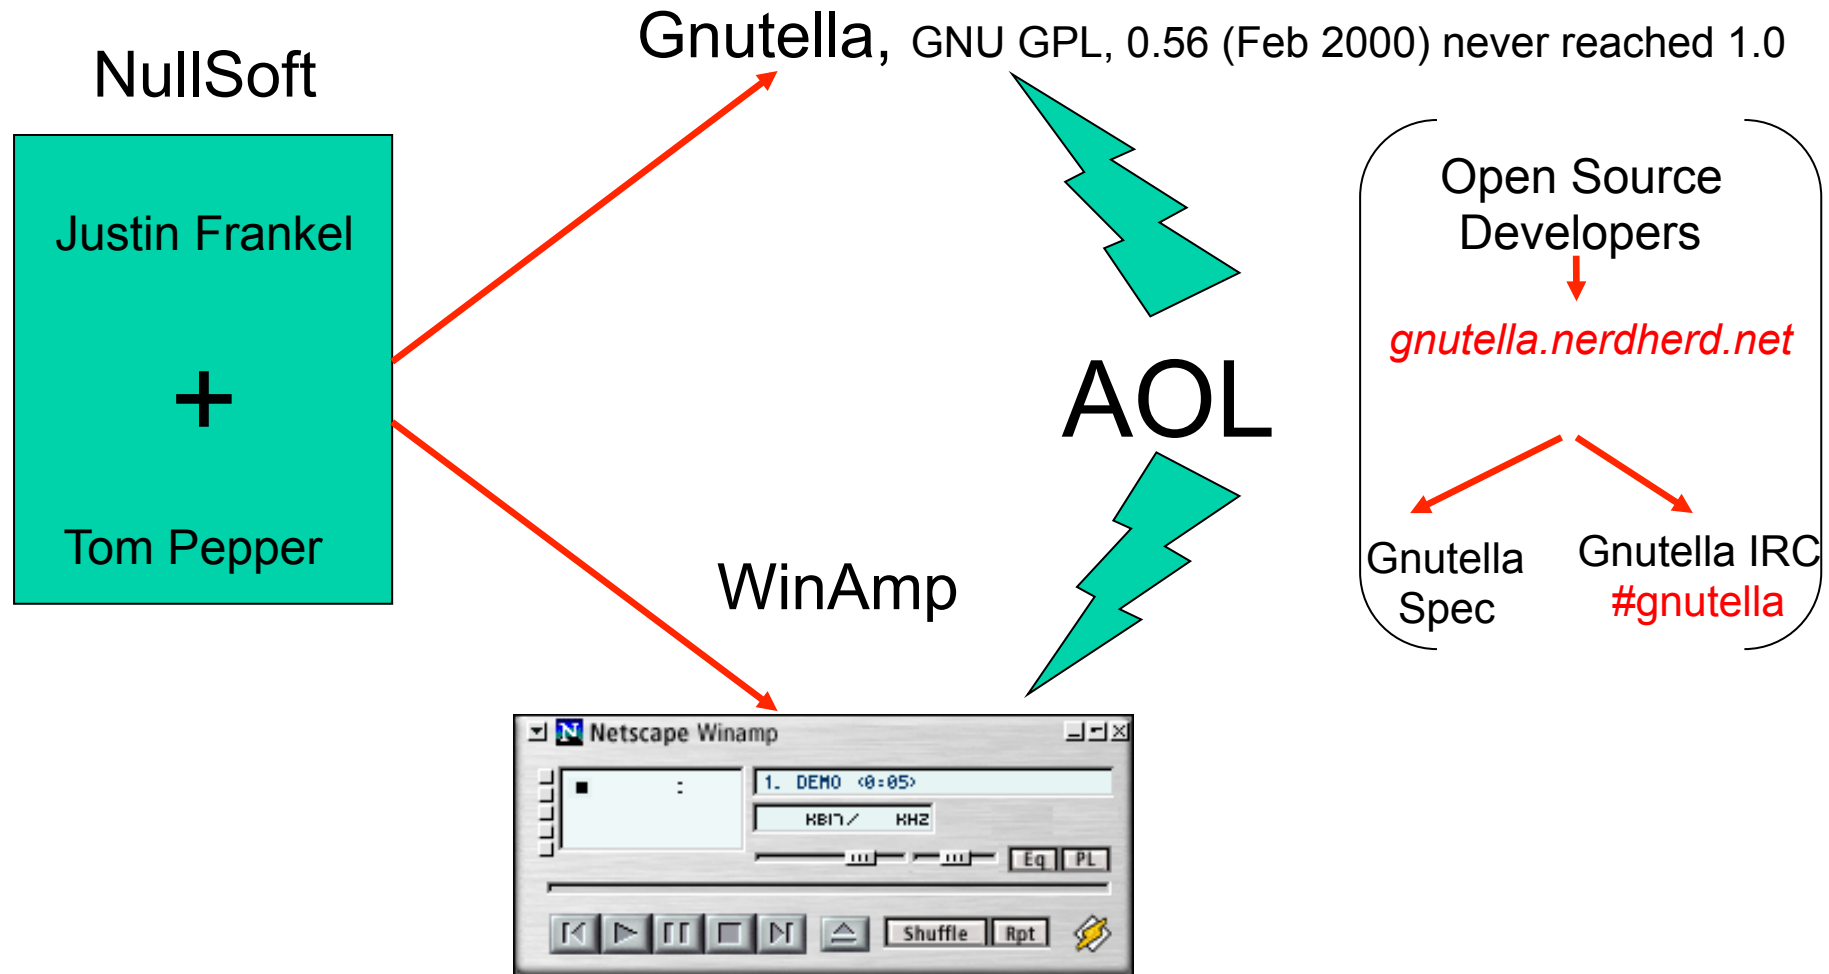 Gnutella, GNU GPL, 0.56 (Feb 2000) never reached 1.0
NullSoft
Justin Frankel
+
Tom Pepper
AOL
WinAmp
Open Source
Developers
gnutella.nerdherd.net
Gnutella
Spec
Gnutella IRC
#gnutella
N Netscape Winamp
1. DEMO <0:05>
KBIT/ KHZ
Eq PL
Shuffle Rpt